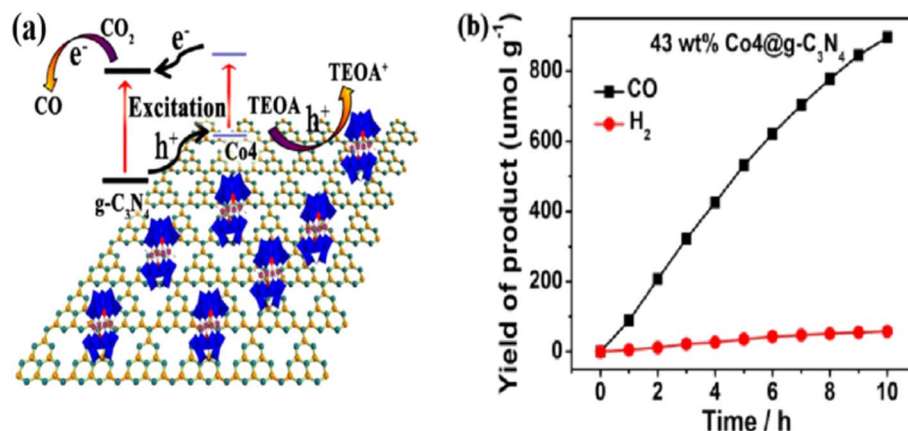 (a)
CO₂
e⁻
e⁻
CO
TEOA⁺
Excitation
TEOA
h⁺
h⁺
Co4
g-C₃N₄
(b)
43 wt% Co4@g-C₃N₄
CO
H₂
Yield of product (umol g⁻¹)
800
600
400
200
0
0 2 4 6 8 10
Time / h